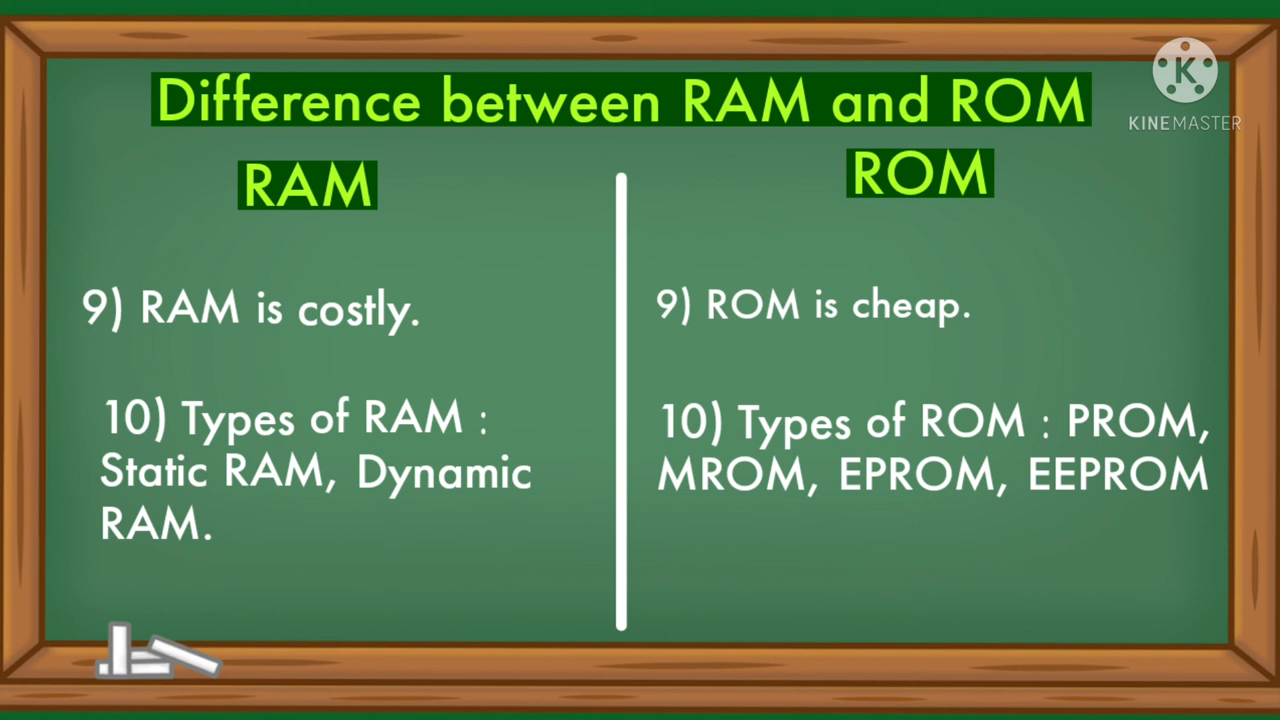 Difference between RAM and ROM
K
KINEMASTER
RAM
ROM
9) RAM is costly.
10) Types of RAM :
Static RAM, Dynamic
RAM.
9) ROM is cheap.
10) Types of ROM : PROM,
MROM, EPROM, EEPROM